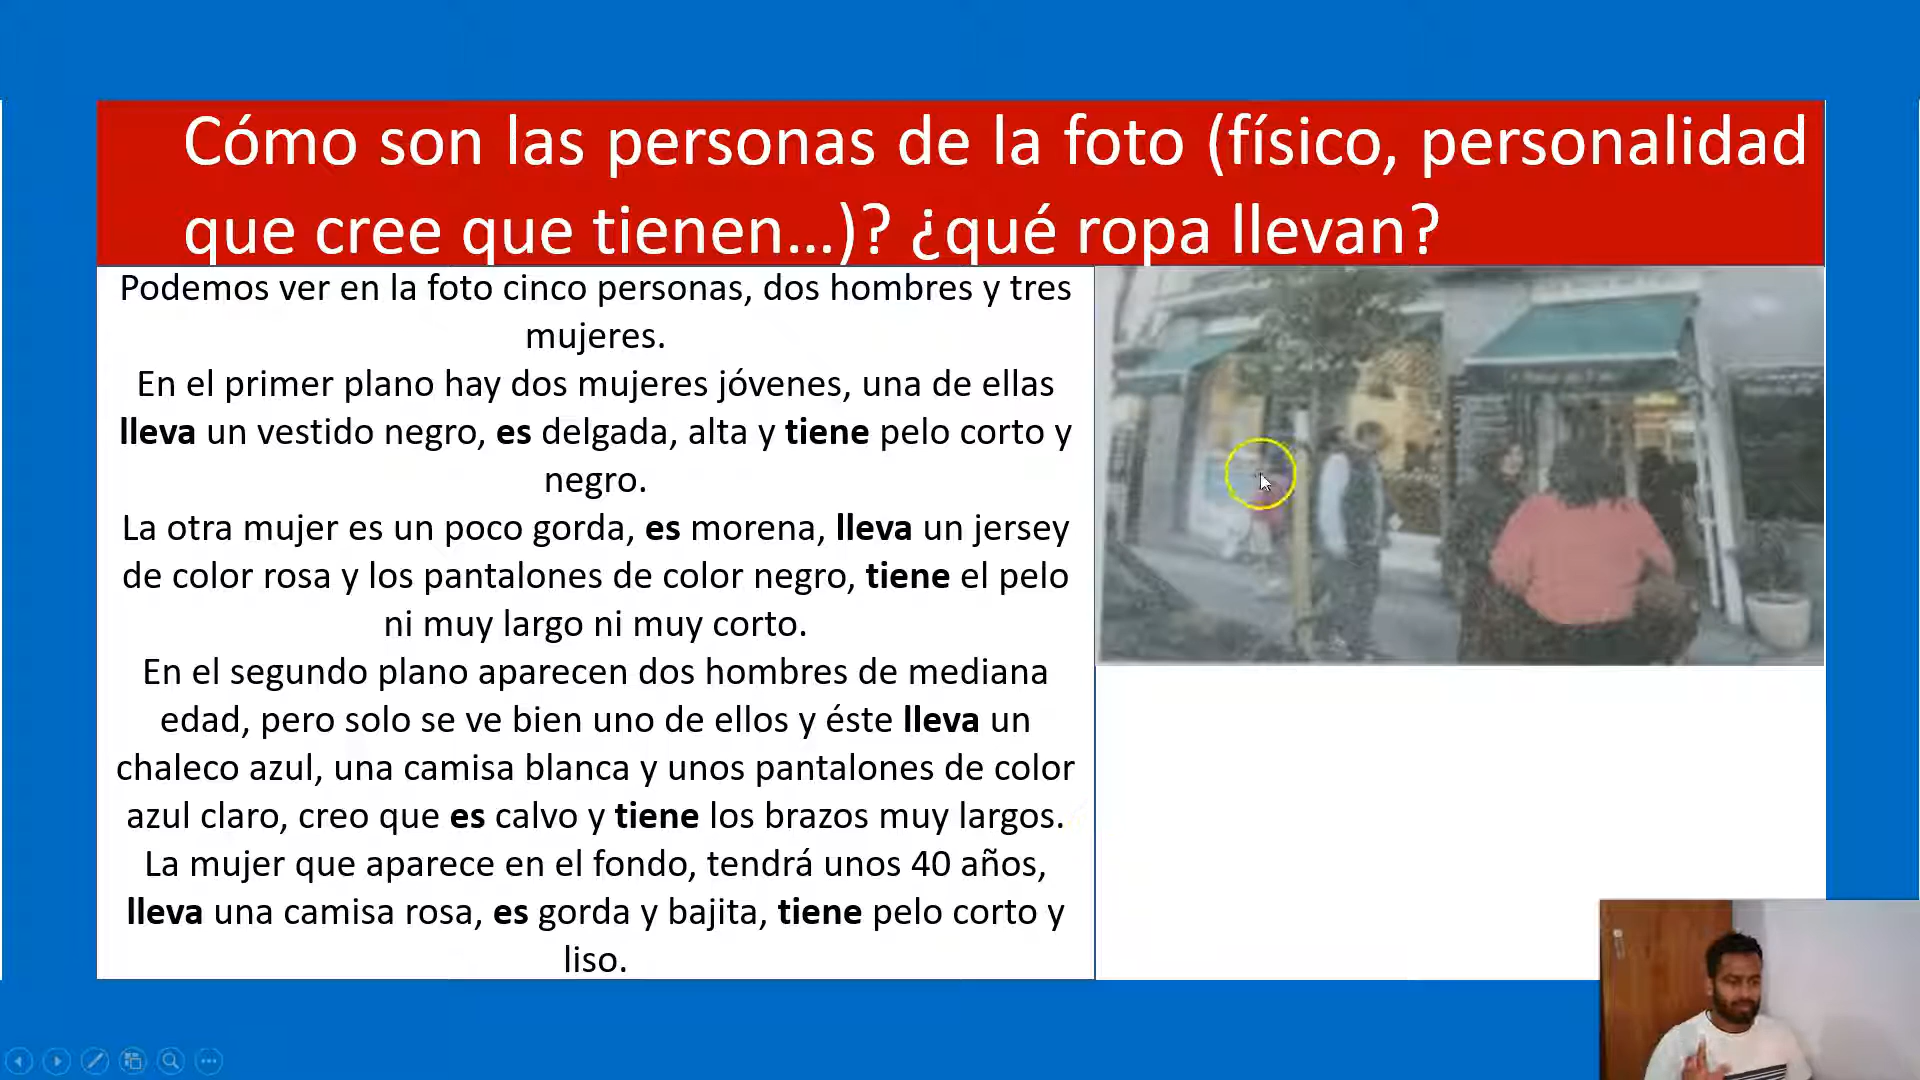 Cómo son las personas de la foto (físico, personalidad
que cree que tienen...)? ¿qué ropa llevan?
Podemos ver en la foto cinco personas, dos hombres y tres
mujeres.
En el primer plano hay dos mujeres jóvenes, una de ellas
lleva un vestido negro, es delgada, alta y tiene pelo corto y
negro.
La otra mujer es un poco gorda, es morena, lleva un jersey
de color rosa y los pantalones de color negro, tiene el pelo
ni muy largo ni muy corto.
En el segundo plano aparecen dos hombres de mediana
edad, pero solo se ve bien uno de ellos y éste lleva un
chaleco azul, una camisa blanca y unos pantalones de color
azul claro, creo que es calvo y tiene los brazos muy largos.
La mujer que aparece en el fondo, tendrá unos 40 años,
lleva una camisa rosa, es gorda y bajita, tiene pelo corto y
liso.